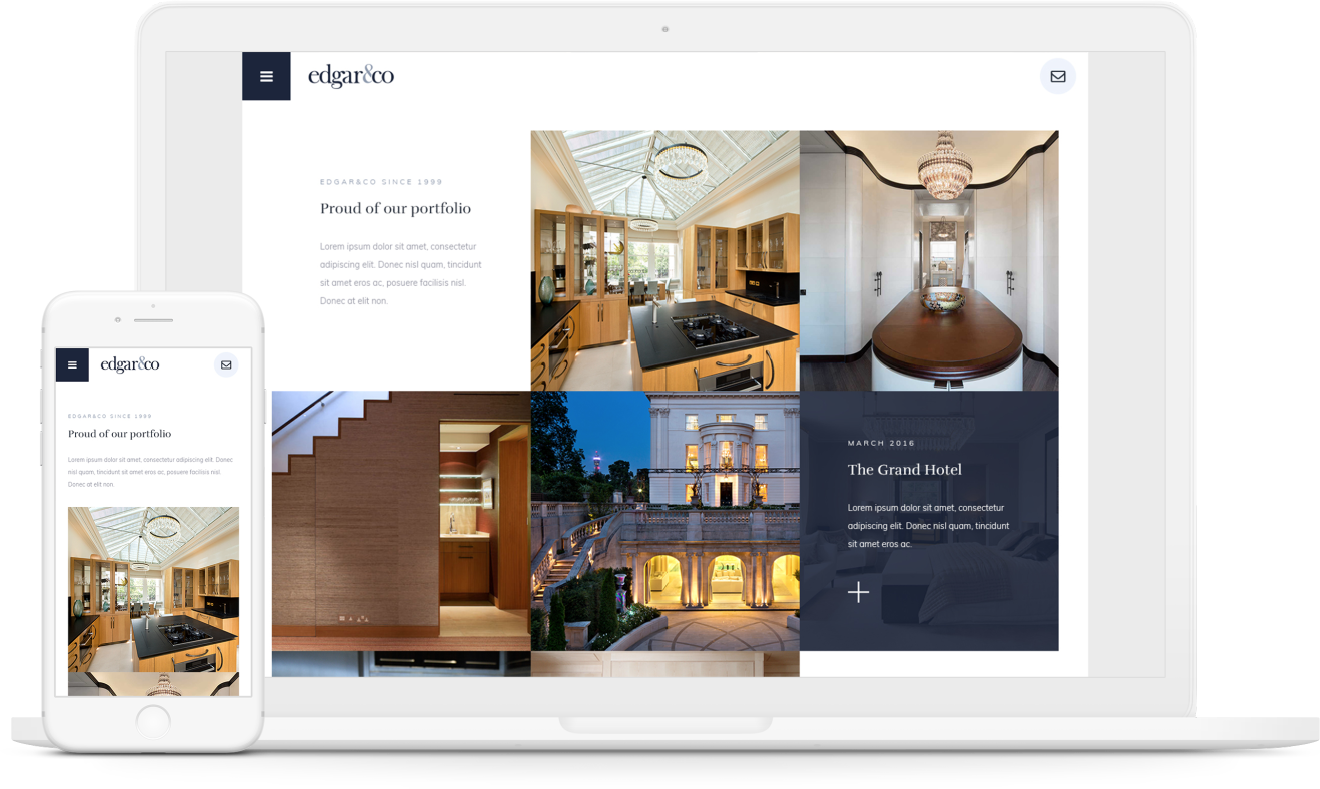 edgar&co
EDGAR&CO SINCE 1999
Proud of our portfolio
Lorem ipsum dolor sit amet, consectetur
adipiscing elit. Donec nisl quam, tincidunt
sit amet eros ac, posuere facilisis nisl.
Donec at elit non.
MARCH 2016
The Grand Hotel
Lorem ipsum dolor sit amet, consectetur
adipiscing elit. Donec nisl quam, tincidunt
sit amet eros ac.
edgar&co
EDGAR&CO SINCE 1999
Proud of our portfolio
Lorem ipsum dolor sit amet, consectetur adipiscing elit. Donec
nisl quam, tincidunt sit amet eros ac, posuere facilisis nisl.
Donec at elit non.